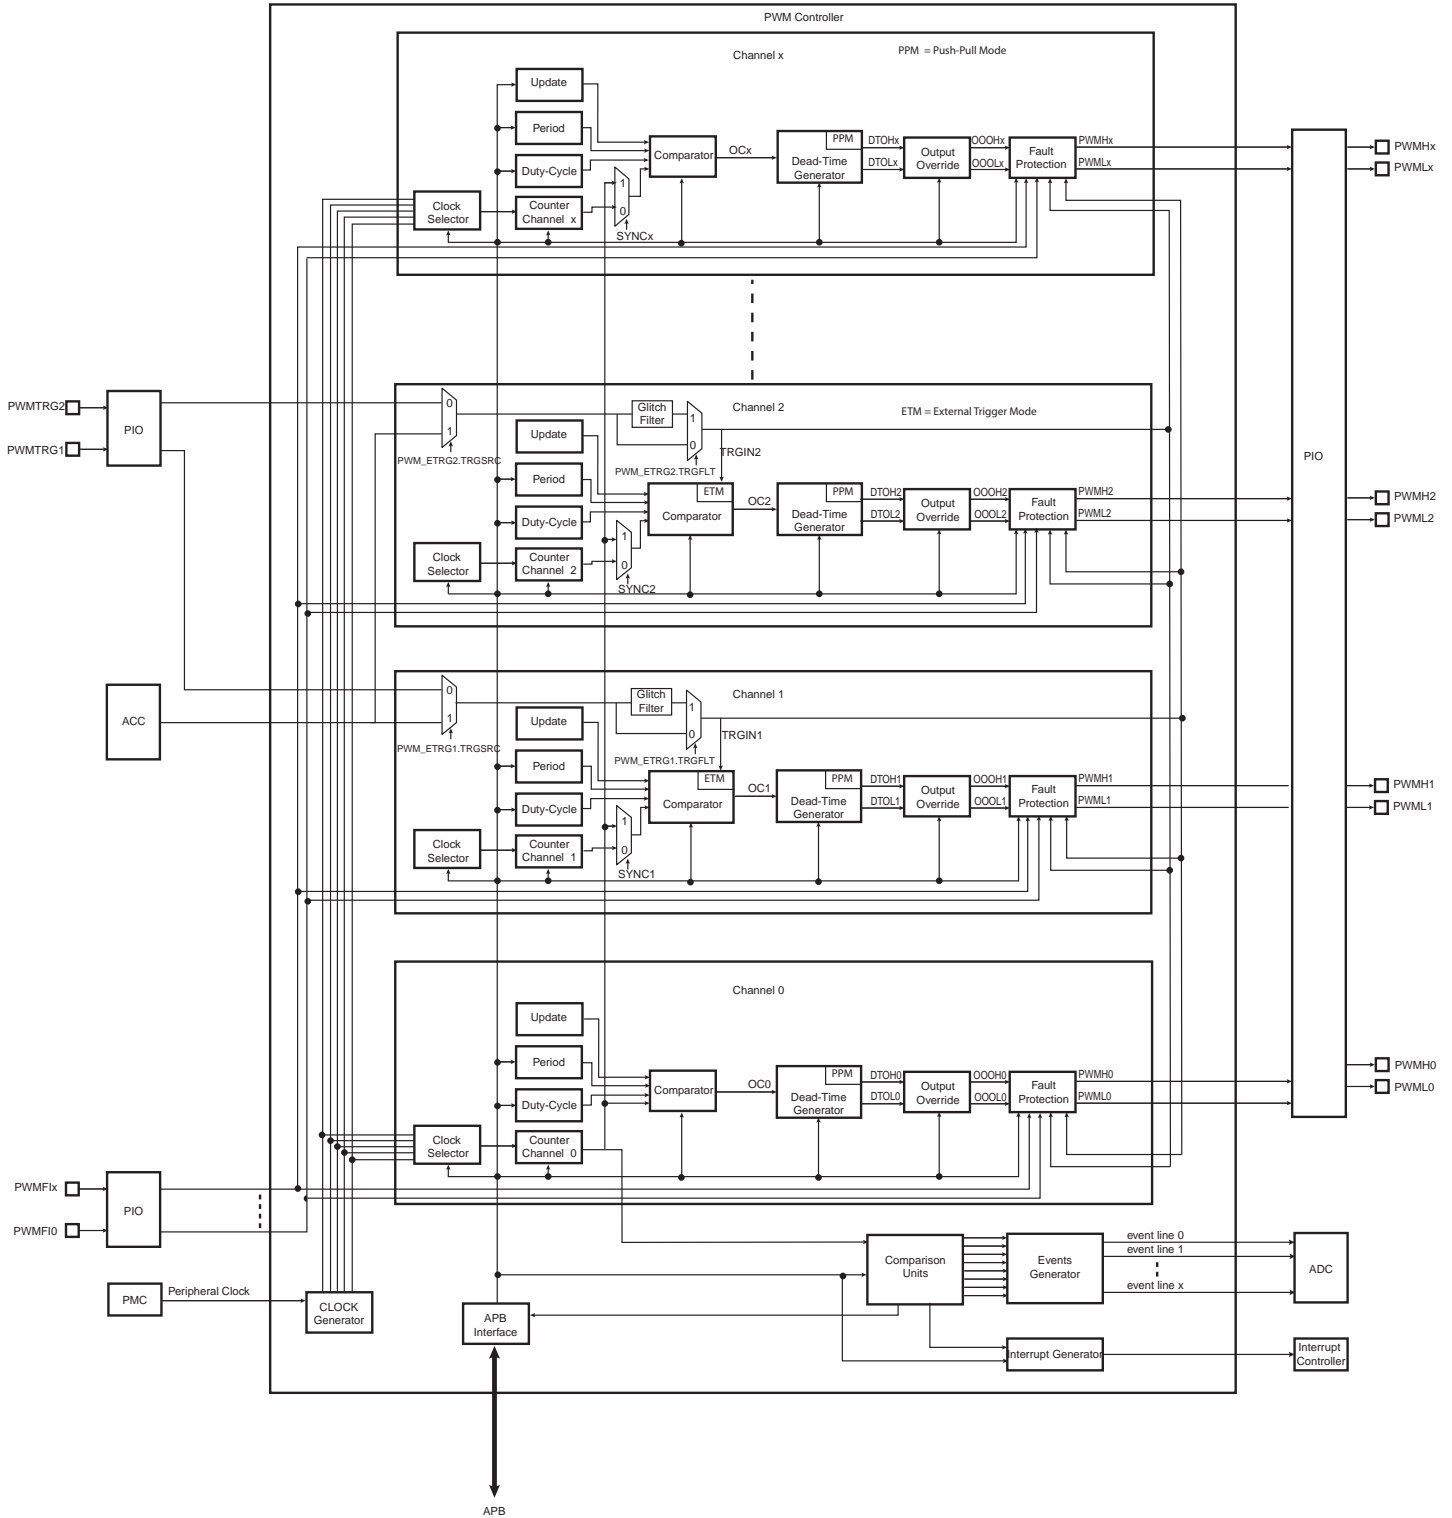 PWM Controller
Channel x
PPM = Push-Pull Mode
Update
Period
Duty-Cycle
Clock
Selector
Counter
Channel x
1
0
SYNCx
Comparator
OCx
PPM
Dead-Time
Generator
DTOHx
DTOLx
Output
Override
OOOHx
OOOLx
Fault
Protection
PWMHx
PWMLx
PIO
PWMHx
PWMLx
PWMTRG2
PWMTRG1
PIO
0
1
PWM_ETRG2.TRGSRC
Glitch
Filter
1
0
PWM_ETRG2.TRGFLT
TRGIN2
Channel 2
ETM = External Trigger Mode
Update
Period
Duty-Cycle
Clock
Selector
Counter
Channel 2
1
0
SYNC2
ETM
Comparator
OC2
PPM
Dead-Time
Generator
DTOH2
DTOL2
Output
Override
OOOH2
OOOL2
Fault
Protection
PWMH2
PWML2
PWMH2
PWML2
ACC
0
1
PWM_ETRG1.TRGSRC
Glitch
Filter
1
0
PWM_ETRG1.TRGFLT
TRGIN1
Channel 1
Update
Period
Duty-Cycle
Clock
Selector
Counter
Channel 1
1
0
SYNC1
ETM
Comparator
OC1
PPM
Dead-Time
Generator
DTOH1
DTOL1
Output
Override
OOOH1
OOOL1
Fault
Protection
PWMH1
PWML1
PWMH1
PWML1
Channel 0
Update
Period
Duty-Cycle
Clock
Selector
Counter
Channel 0
Comparator
OC0
PPM
Dead-Time
Generator
DTOH0
DTOL0
Output
Override
OOOH0
OOOL0
Fault
Protection
PWMH0
PWML0
PWMH0
PWML0
PWMFIx
PWMFI0
PIO
PMC
Peripheral Clock
CLOCK
Generator
APB
Interface
Comparison
Units
Events
Generator
event line 0
event line 1
event line x
ADC
Interrupt Generator
Interrupt
Controller
APB